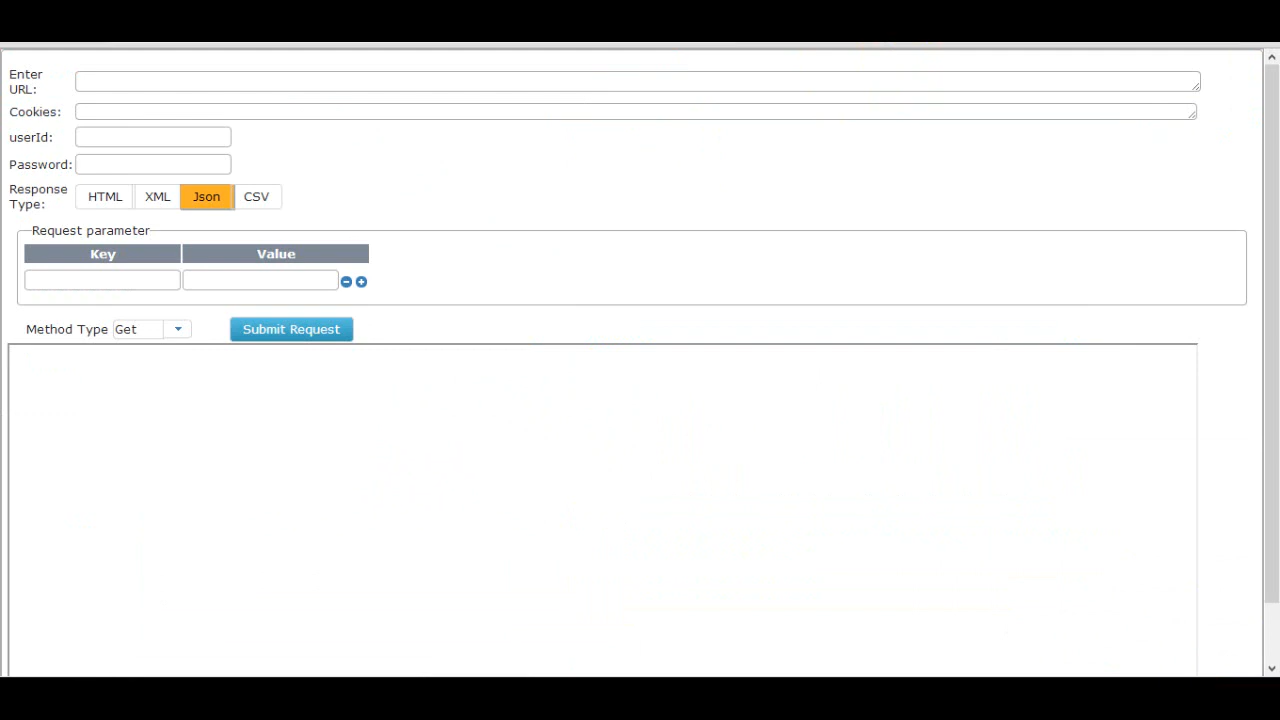 Enter
URL:
Cookies:
userId:
Password:
Response
Type:
HTML XML Json CSV
Request parameter
Key Value
Method Type Get Submit Request